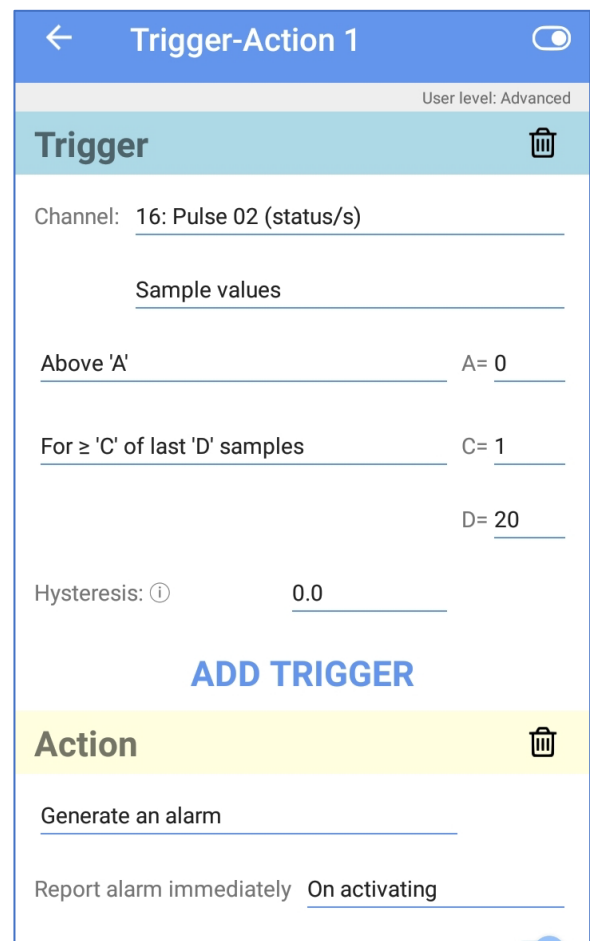 Trigger-Action 1
User level: Advanced
Trigger
Channel: 16: Pulse 02 (status/s)
Sample values
Above 'A' A= 0
For ≥ 'C' of last 'D' samples C= 1
D= 20
Hysteresis: ⓘ 0.0
ADD TRIGGER
Action
Generate an alarm
Report alarm immediately On activating